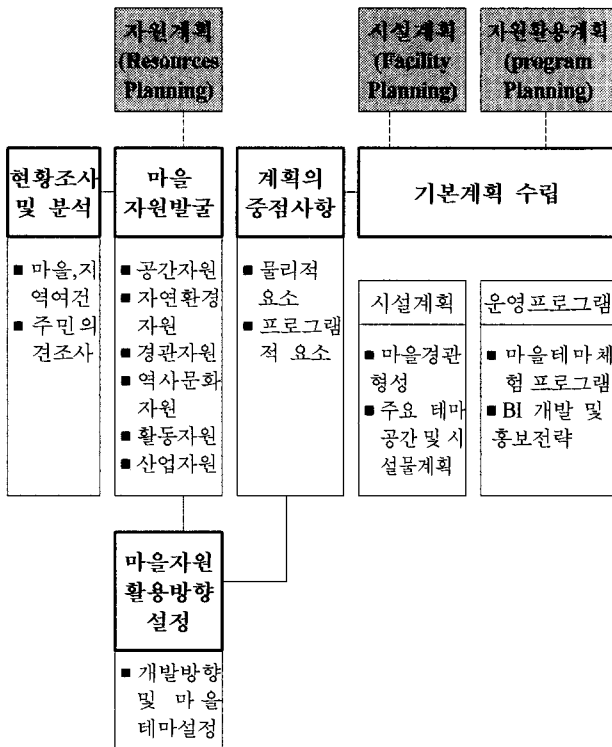 자원계획
(Resources
Planning)
시설계획
(Facility
Planning)
자원활용계획
(program
Planning)
현황조사
및 분석
마을
자원발굴
계획의
중점사항
기본계획 수립
■ 마을,지
역여건
■ 주민의
견조사
■ 공간자원
■ 자연환경
자원
■ 경관자원
■ 역사문화
자원
■ 활동자원
■ 산업자원
■ 물리적
요소
■ 프로그램
적 요소
시설계획
■ 마을경관
형성
■ 주요 테마
공간 및 시
설물계획
운영프로그램
■ 마을테마체
험 프로그램
■ BI 개발 및
홍보전략
마을자원
활용방향
설정
■ 개발방향
및 마을
테마설정